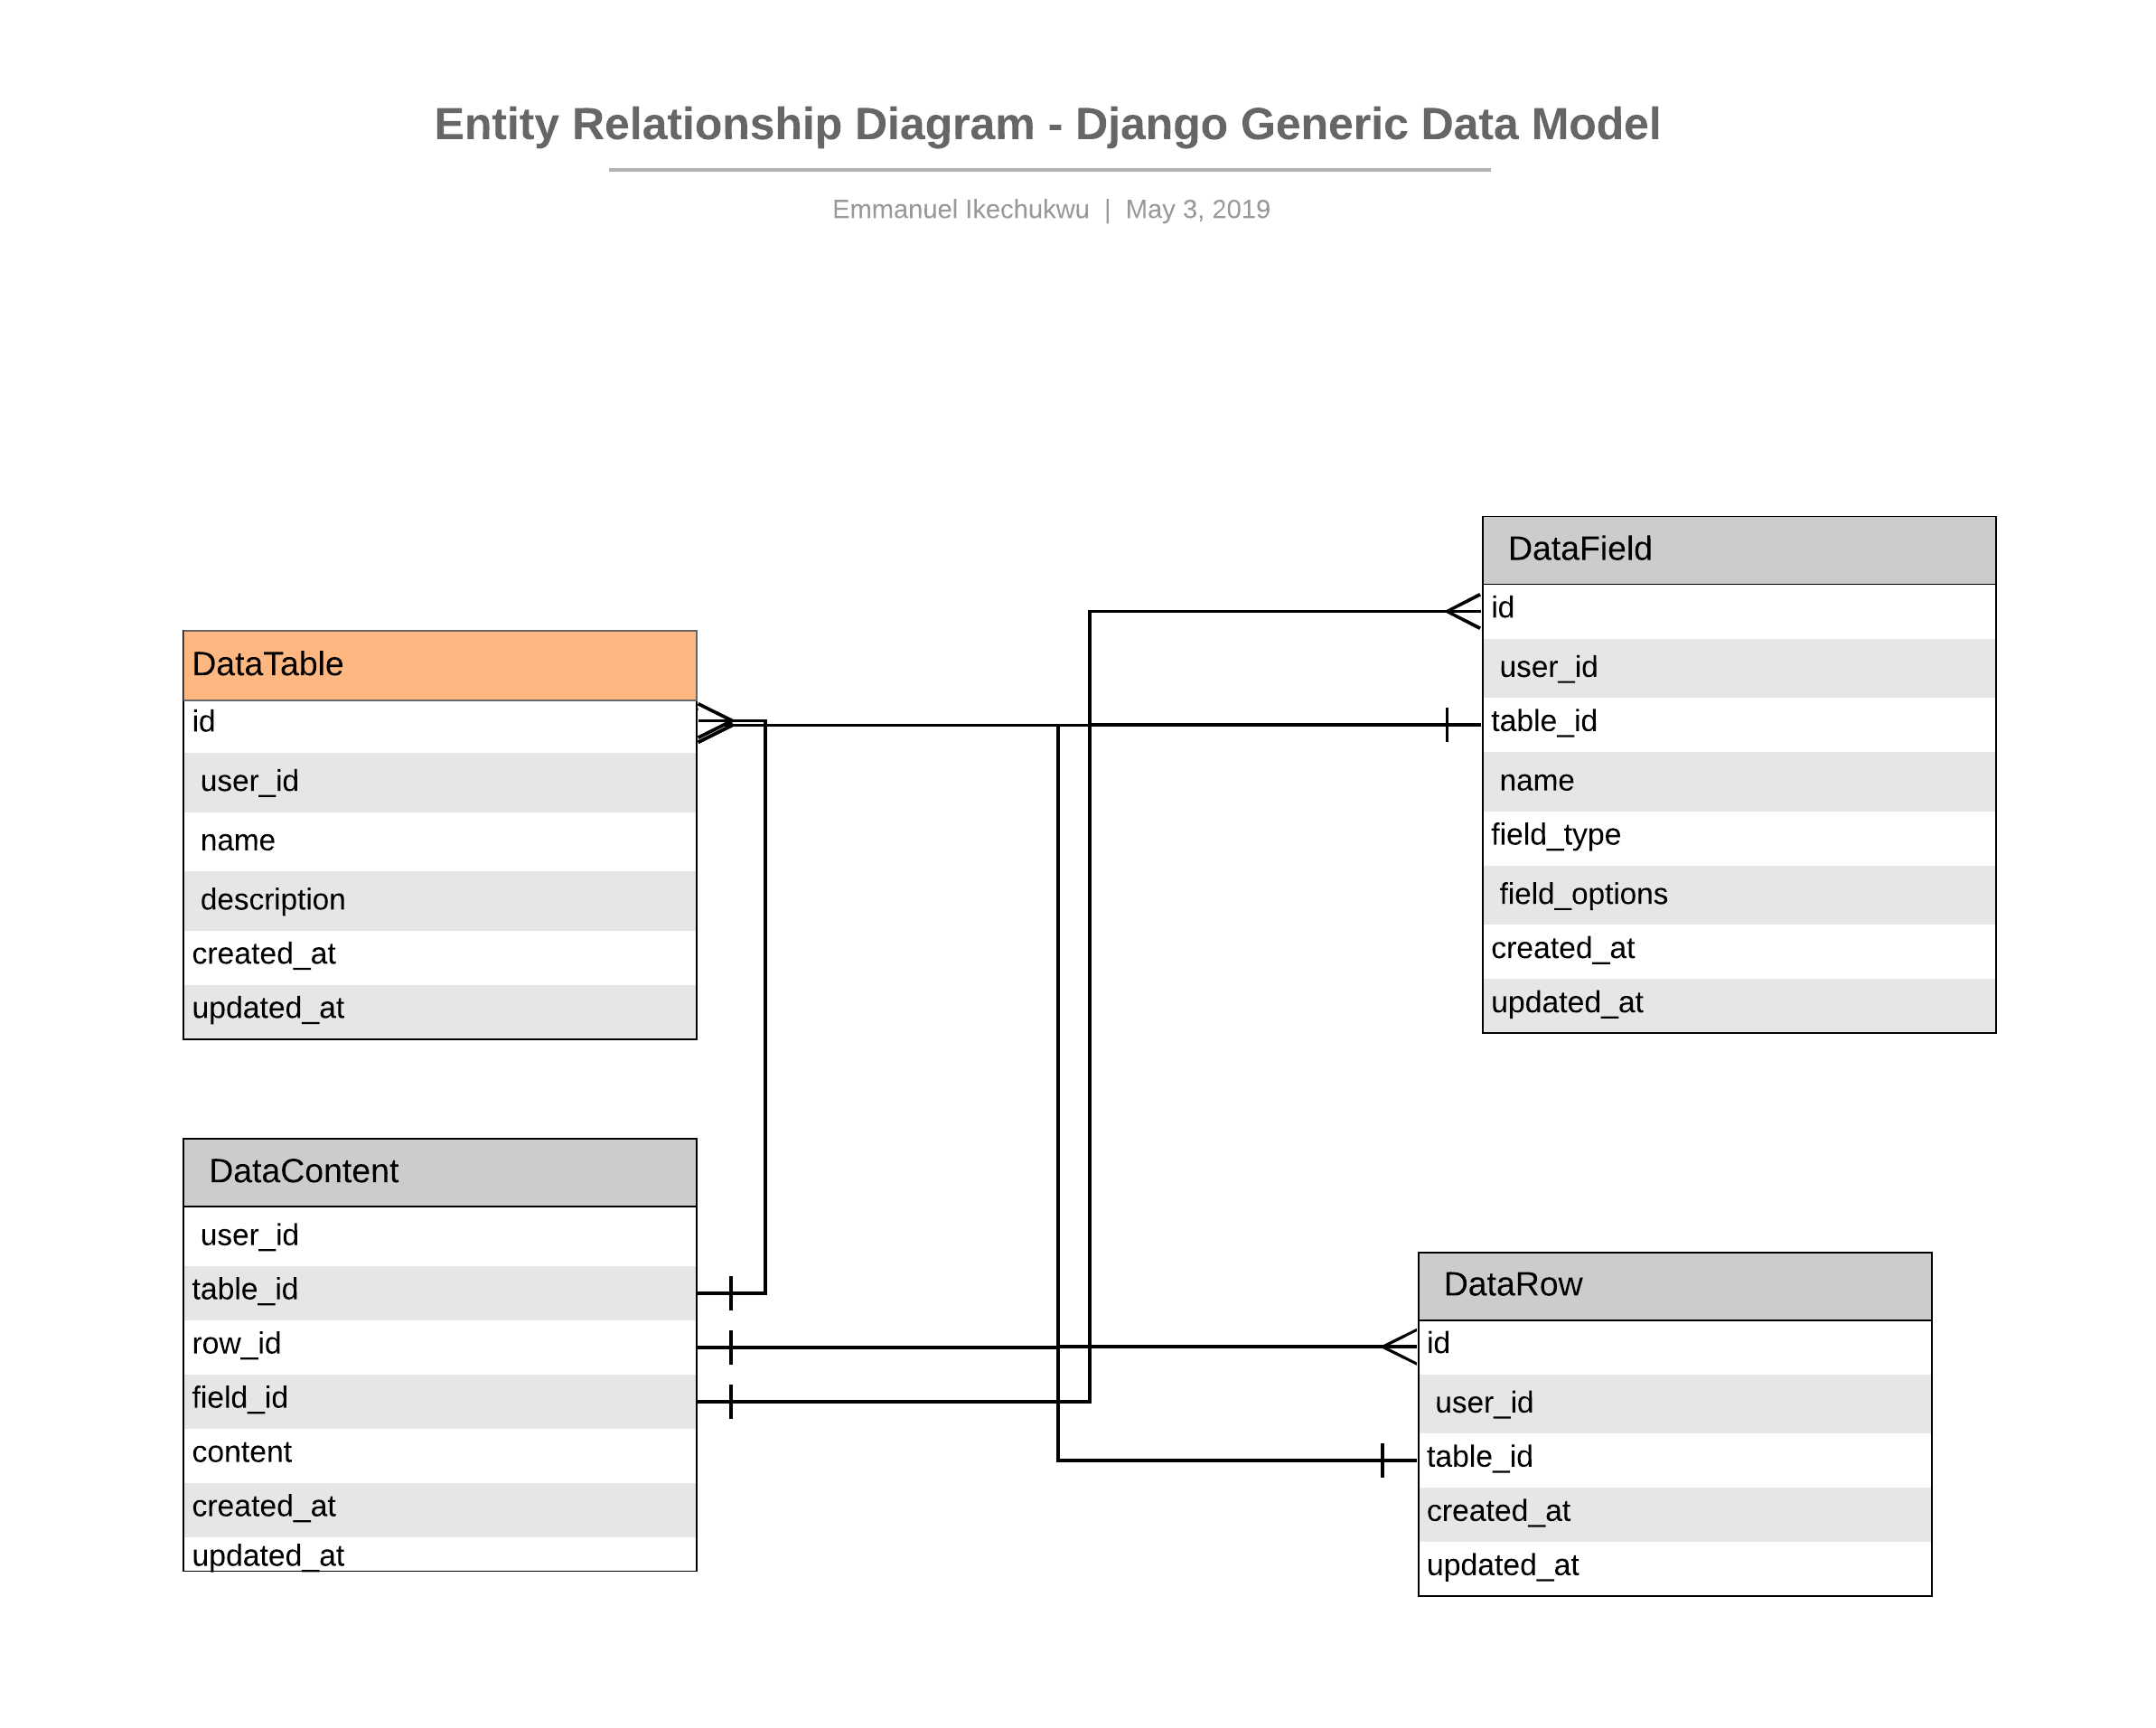 Entity Relationship Diagram - Django Generic Data Model
Emmanuel Ikechukwu | May 3, 2019
DataTable
id
user_id
name
description
created_at
updated_at
DataField
id
user_id
table_id
name
field_type
field_options
created_at
updated_at
DataContent
user_id
table_id
row_id
field_id
content
created_at
updated_at
DataRow
id
user_id
table_id
created_at
updated_at